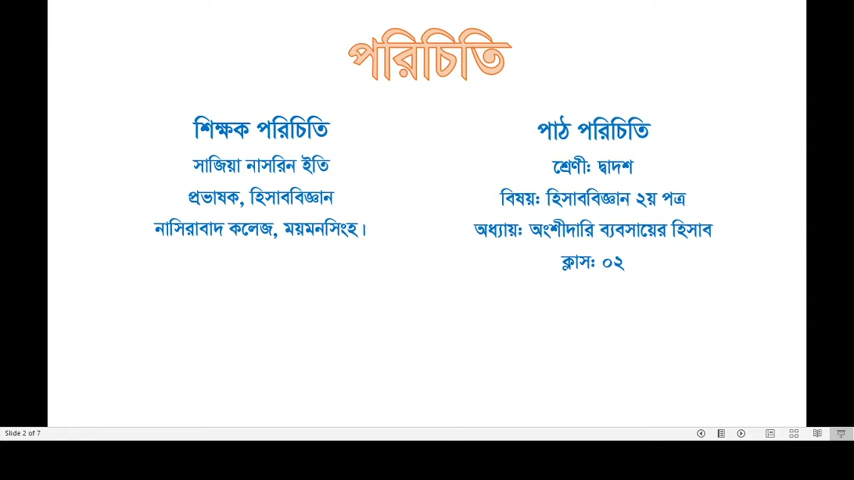 পরিচিতি
শিক্ষক পরিচিতি
সাজিয়া নাসরিন ইতি
প্রভাষক, হিসাববিজ্ঞান
নাসিরাবাদ কলেজ, ময়মনসিংহ।
পাঠ পরিচিতি
শ্রেণী: দ্বাদশ
বিষয়: হিসাববিজ্ঞান ২য় পত্র
অধ্যায়: অংশীদারি ব্যবসায়ের হিসাব
ক্লাস: ০২
Slide 2 of 7